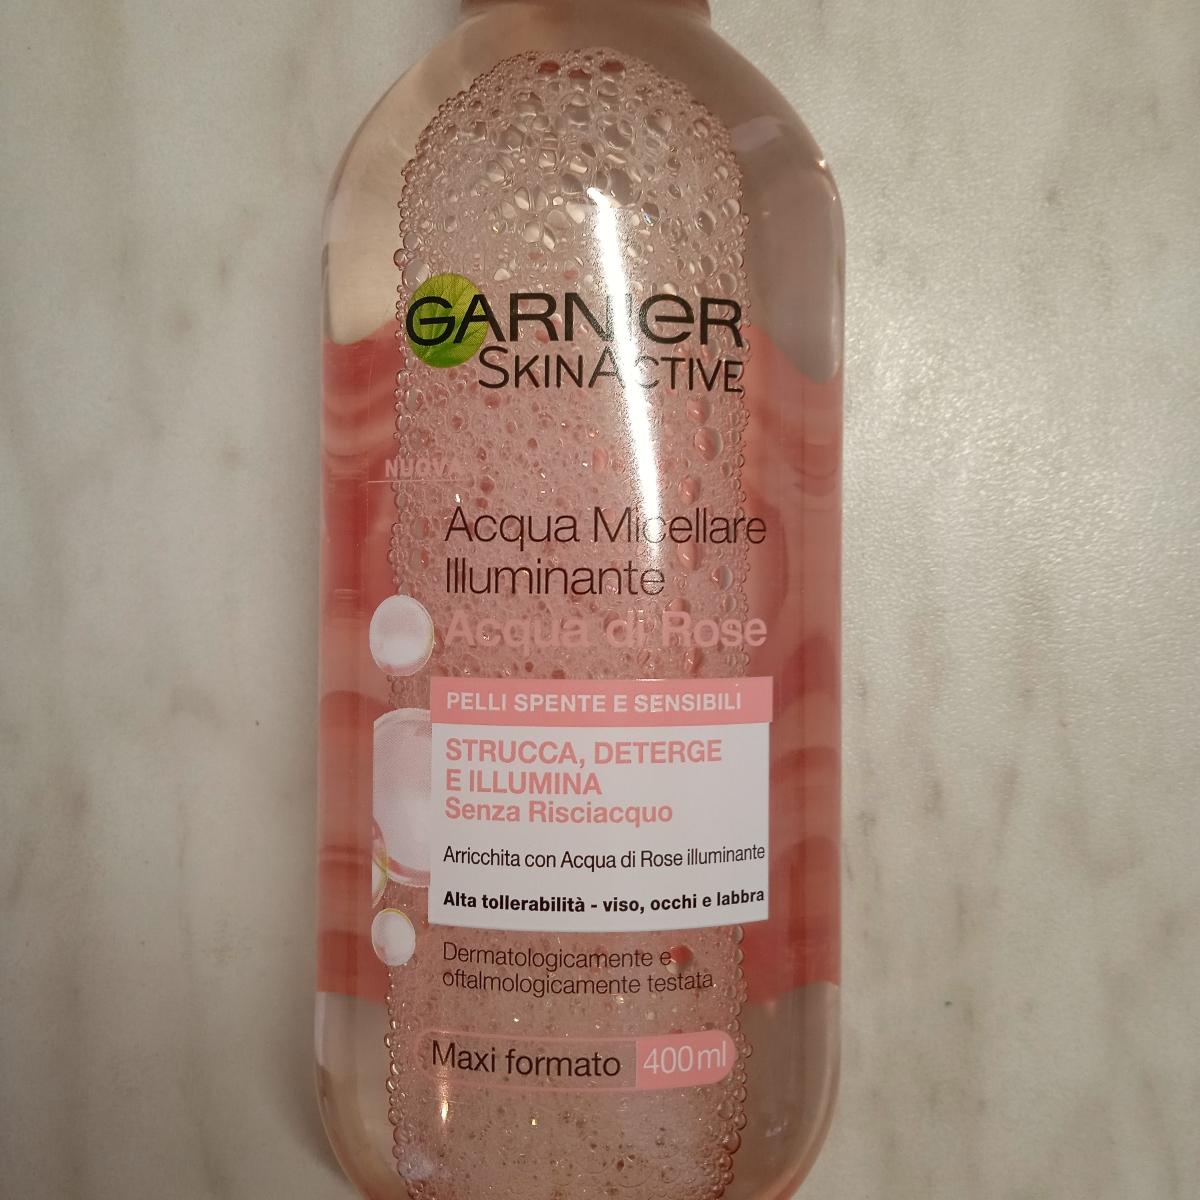 GARNIER
SKINACTIVE
NUOVA
Acqua Micellare
Illuminante
Acqua di Rose
PELLI SPENTE E SENSIBILI
STRUCCA, DETERGE
E ILLUMINA
Senza Risciacquo
Arricchita con Acqua di Rose illuminante
Alta tollerabilità - viso, occhi e labbra
Dermatologicamente e
oftalmologicamente testata
Maxi formato 400ml